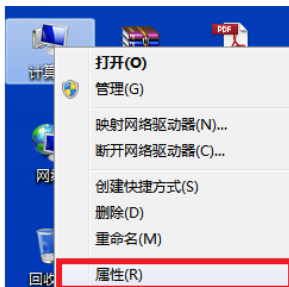 PDF
计算
打开(O)
管理(G)
映射网络驱动器(N)...
断开网络驱动器(C)...
网
创建快捷方式(S)
删除(D)
重命名(M)
属性(R)
回收